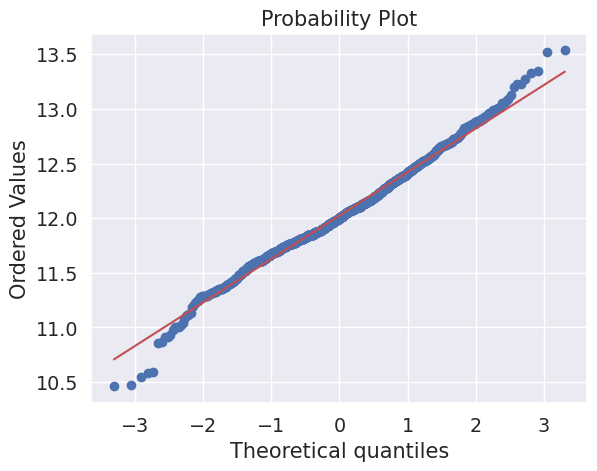 Probability Plot
13.5
13.0
12.5
12.0
11.5
11.0
10.5
Ordered Values
−3 −2 −1 0 1 2 3
Theoretical quantiles